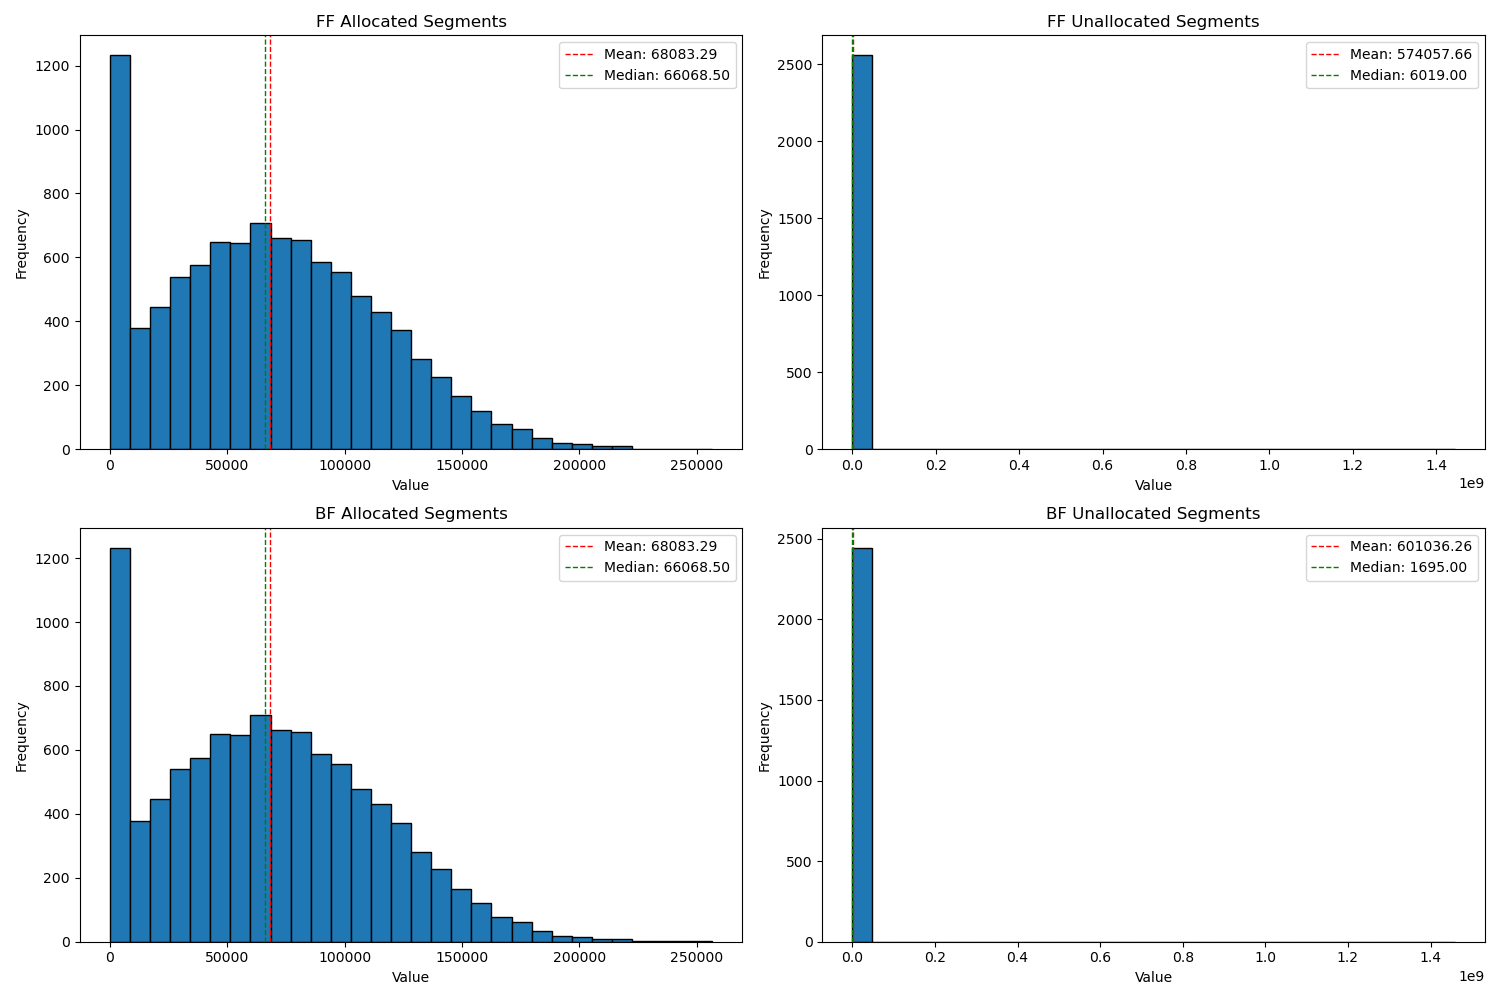 FF Allocated Segments
Mean: 68083.29
Median: 66068.50
Frequency
1200
1000
800
600
400
200
0
0 50000 100000 150000 200000 250000
Value
FF Unallocated Segments
Mean: 574057.66
Median: 6019.00
Frequency
2500
2000
1500
1000
500
0
0.0 0.2 0.4 0.6 0.8 1.0 1.2 1.4
1e9
Value
BF Allocated Segments
Mean: 68083.29
Median: 66068.50
Frequency
1200
1000
800
600
400
200
0
0 50000 100000 150000 200000 250000
Value
BF Unallocated Segments
Mean: 601036.26
Median: 1695.00
Frequency
2500
2000
1500
1000
500
0
0.0 0.2 0.4 0.6 0.8 1.0 1.2 1.4
1e9
Value